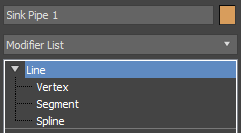 Sink Pipe 1
Modifier List
Line
Vertex
Segment
Spline